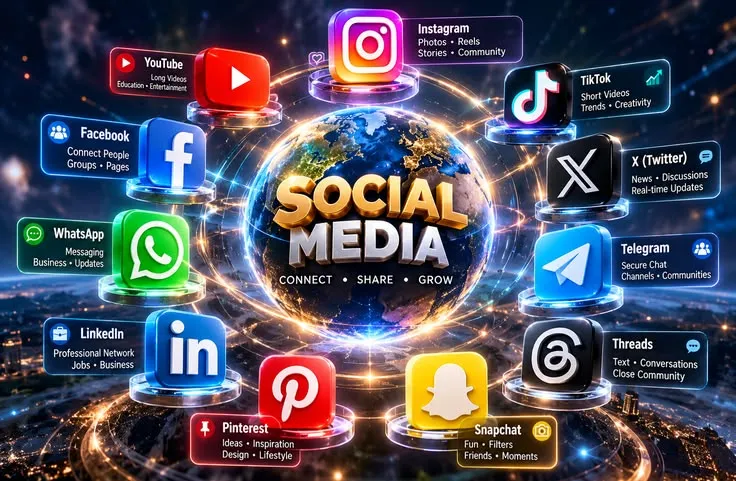 Instagram
Photos • Reels
Stories • Community
YouTube
Long Videos
Education • Entertainment
TikTok
Short Videos
Trends • Creativity
Facebook
Connect People
Groups • Pages
f
X (Twitter)
News • Discussions
Real-time Updates
SOCIAL
MEDIA
CONNECT • SHARE • GROW
WhatsApp
Messaging
Business • Updates
Telegram
Secure Chat
Channels • Communities
LinkedIn
Professional Network
Jobs • Business
in
Threads
Text • Conversations
Close Community
Pinterest
Ideas • Inspiration
Design • Lifestyle
Snapchat
Fun • Filters
Friends • Moments